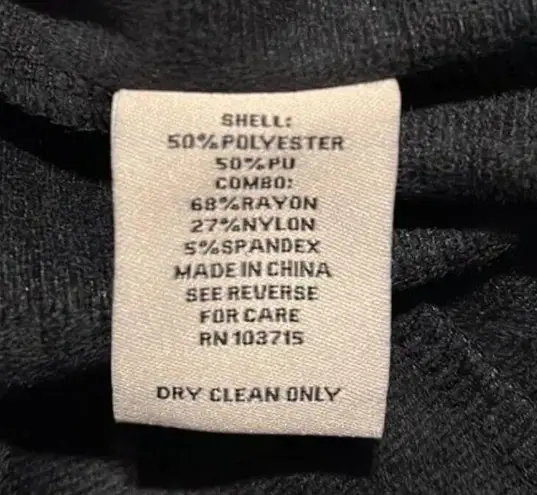 SHELL:
50%POLYESTER
50%PU
COMBO:
68%RAYON
27%NYLON
5%SPANDEX
MADE IN CHINA
SEE REVERSE
FOR CARE
RN 103715
DRY CLEAN ONLY